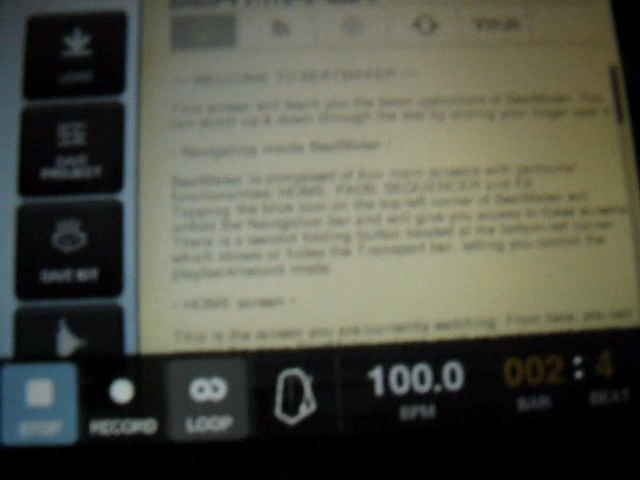 LOAD
SAVE
PROJECT
SAVE KIT
--- WELCOME TO BEATMAKER ---
This screen will teach you the basic operations of BeatMaker. You
can scroll up & down through the text by sliding your finger over
- Navigating inside BeatMaker -
BeatMaker is composed of four main screens with particular
functionalities: HOME, PADS, SEQUENCER and FX.
Tapping the blue icon on the top-left corner of BeatMaker will
unfold the Navigation bar and will give you access to these screens.
There is a second folding button located at the bottom-left corner
which shows or hides the Transport bar, letting you control the
playback/record mode.
- HOME screen -
This is the screen you are currently watching. From here, you can
STOP
RECORD
LOOP
100.0
BPM
002 : 4
BAR BEAT